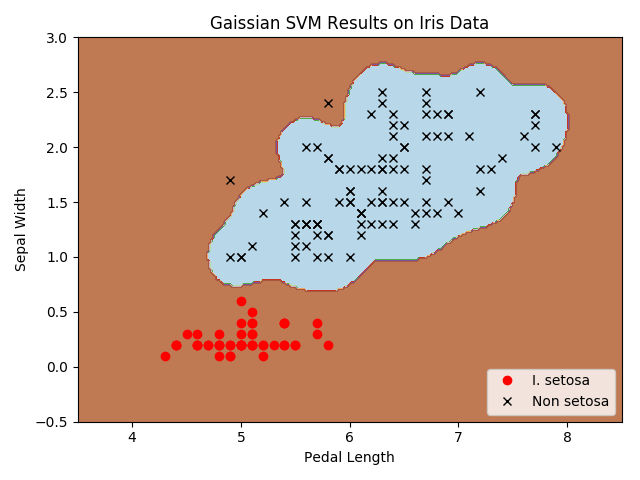 Gaissian SVM Results on Iris Data
3.0
2.5
2.0
1.5
1.0
0.5
0.0
−0.5
Sepal Width
I. setosa
Non setosa
4 5 6 7 8
Pedal Length